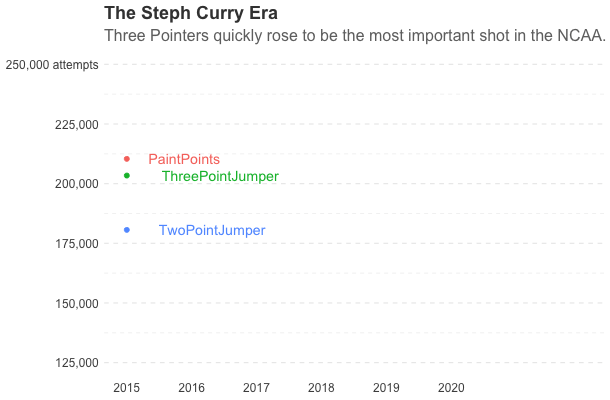 The Steph Curry Era
Three Pointers quickly rose to be the most important shot in the NCAA.
250,000 attempts
225,000
PaintPoints
ThreePointJumper
200,000
TwoPointJumper
175,000
150,000
125,000
2015 2016 2017 2018 2019 2020